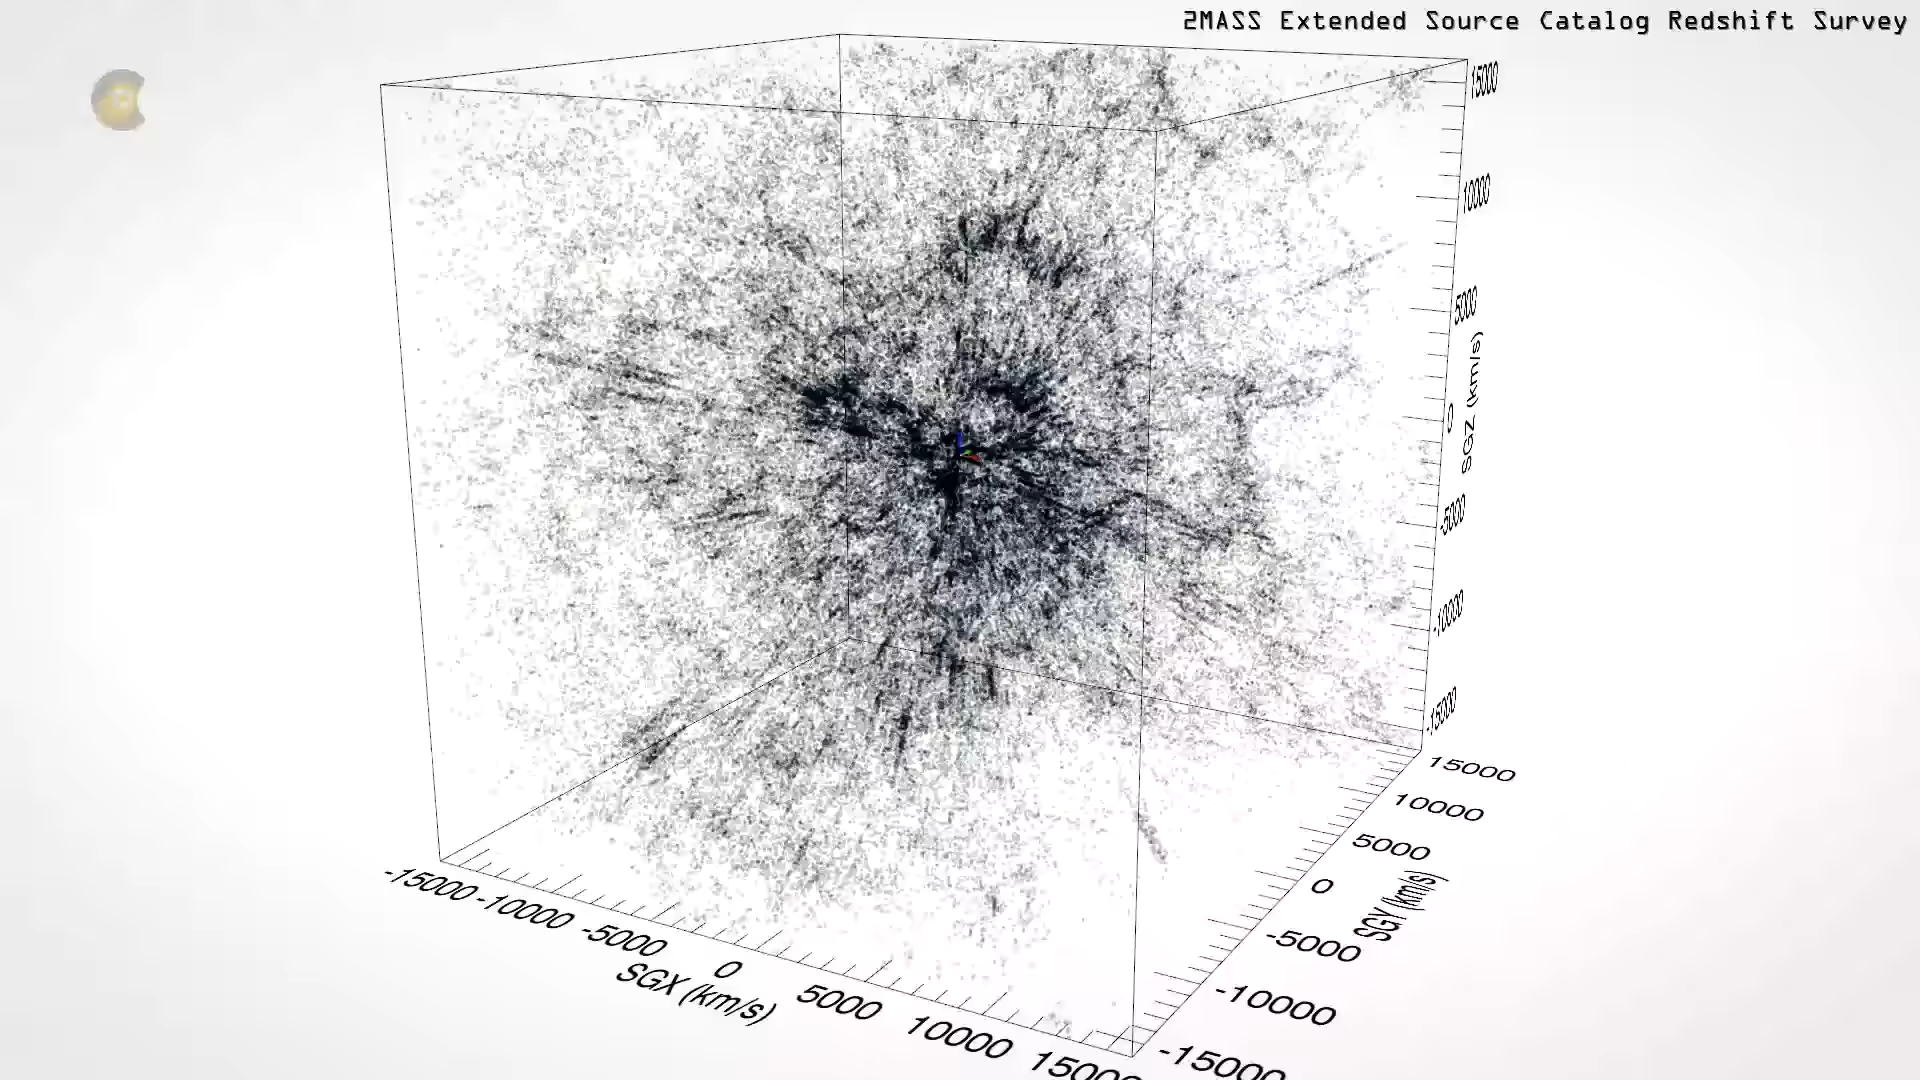 2MASS Extended Source Catalog Redshift Survey
15000
10000
5000
0
-5000
-10000
-15000
SGZ (km/s)
15000
10000
5000
0
-5000
-10000
-15000
SGY (km/s)
-15000 -10000 -5000 0 5000 10000 15000
SGX (km/s)